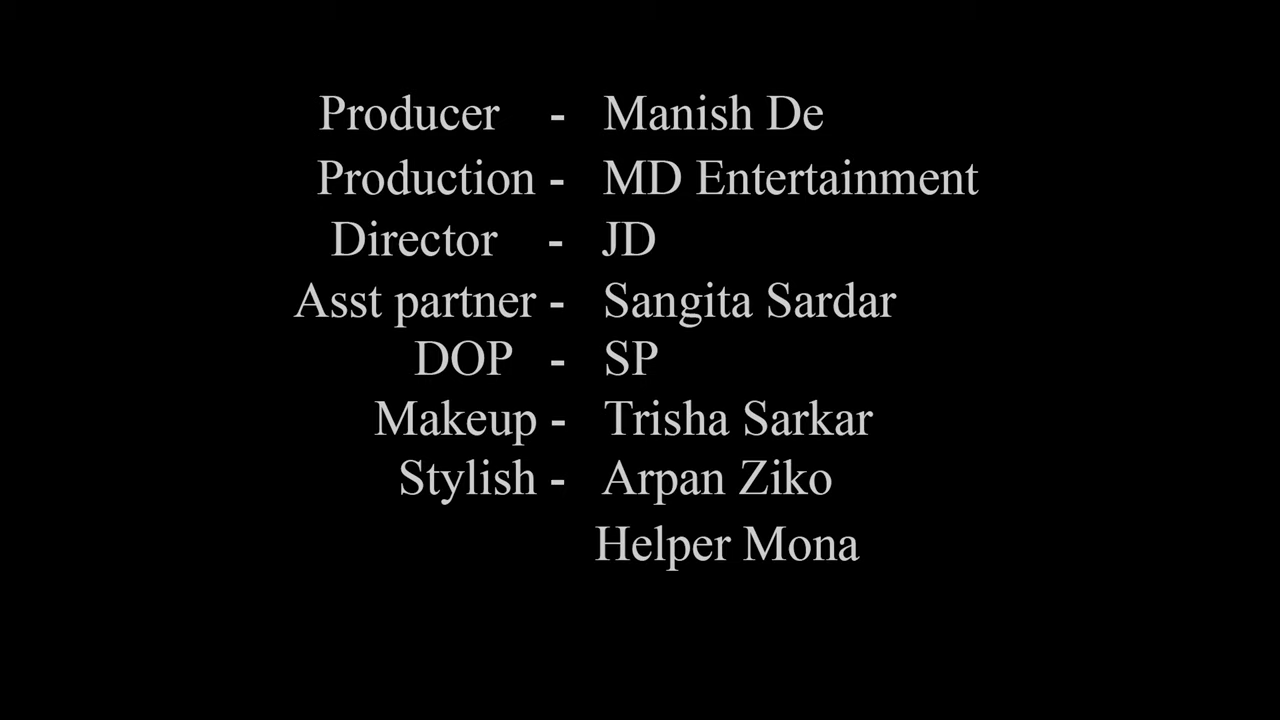 Producer - Manish De
Production - MD Entertainment
Director - JD
Asst partner - Sangita Sardar
DOP - SP
Makeup - Trisha Sarkar
Stylish - Arpan Ziko
Helper Mona